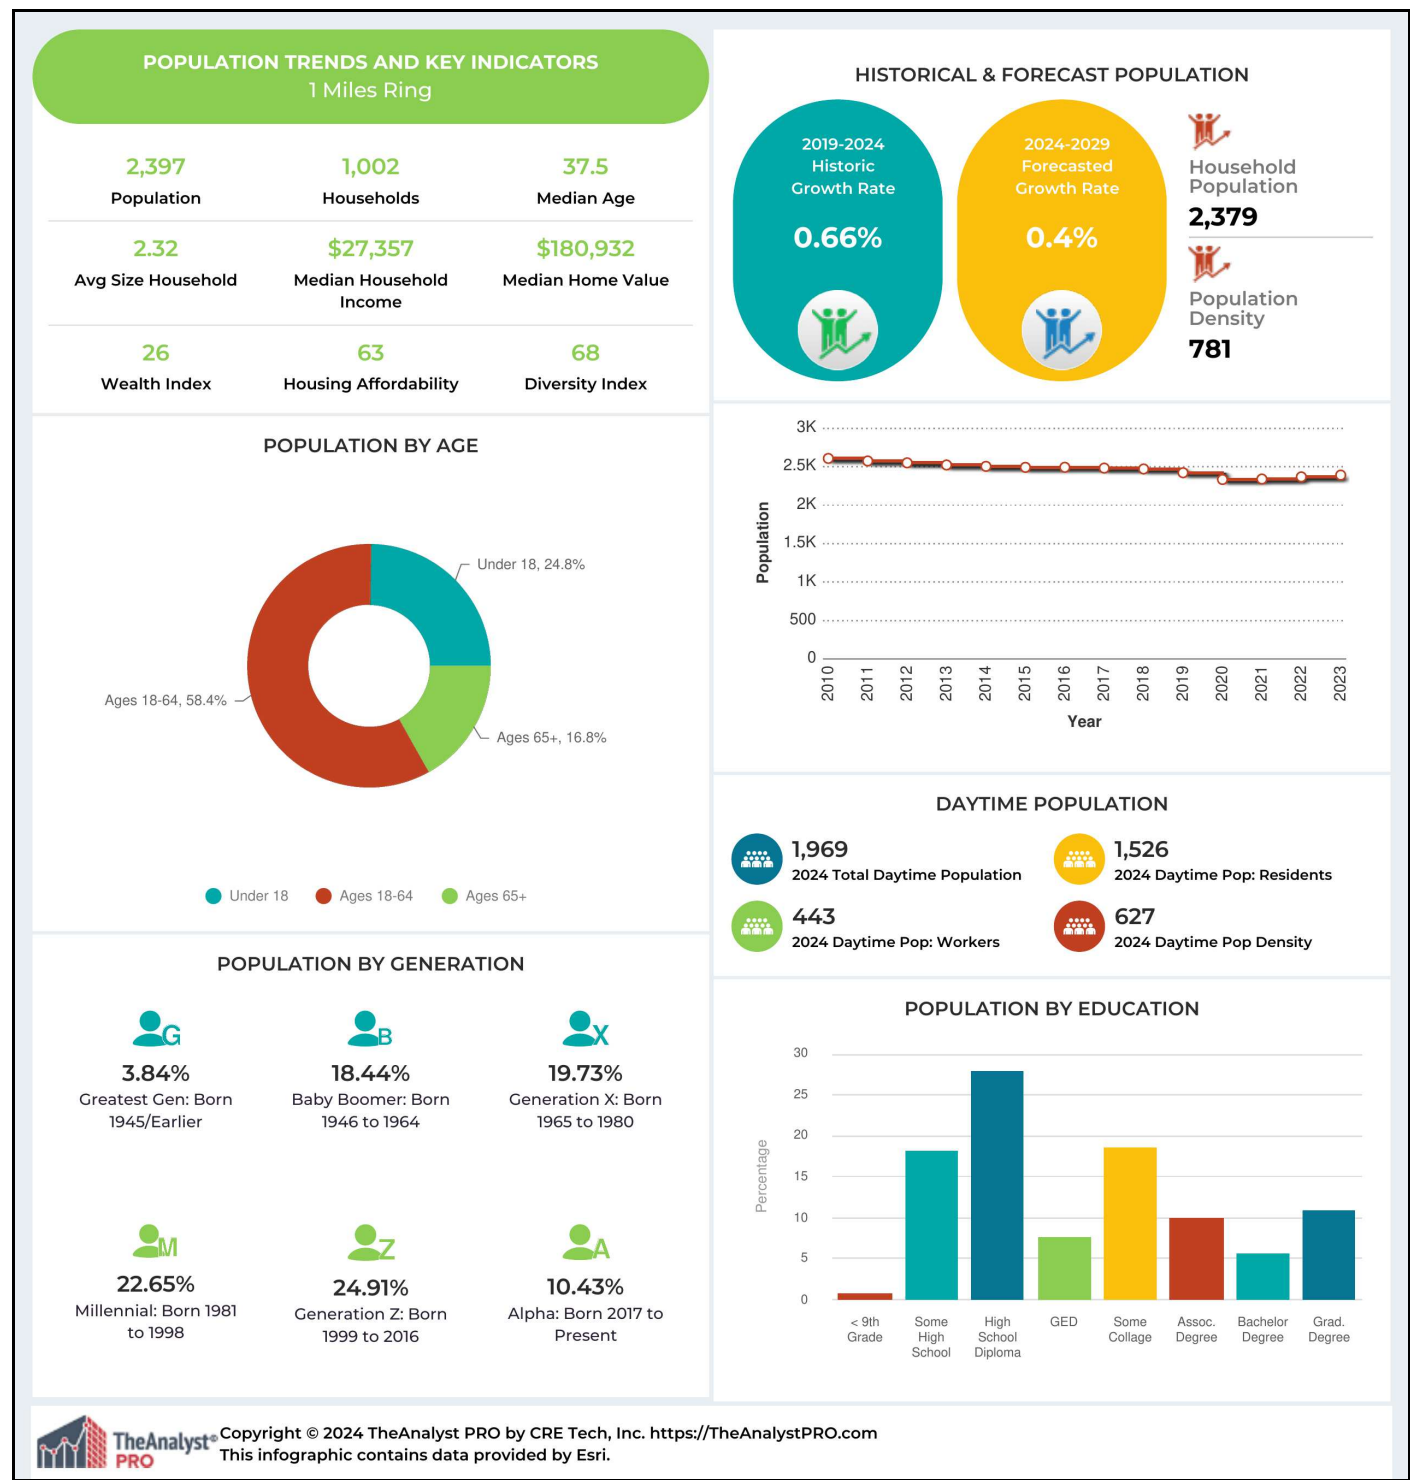 POPULATION TRENDS AND KEY INDICATORS
1 Miles Ring
2,397
Population
1,002
Households
37.5
Median Age
2.32
Avg Size Household
$27,357
Median Household
Income
$180,932
Median Home Value
26
Wealth Index
63
Housing Affordability
68
Diversity Index
HISTORICAL & FORECAST POPULATION
2019-2024
Historic
Growth Rate
0.66%
2024-2029
Forecasted
Growth Rate
0.4%
Household
Population
2,379
Population
Density
781
POPULATION BY AGE
Under 18, 24.8%
Ages 18-64, 58.4%
Ages 65+, 16.8%
Under 18
Ages 18-64
Ages 65+
3K
2.5K
2K
1.5K
1K
500
0
Population
2010
2011
2012
2013
2014
2015
2016
2017
2018
2019
2020
2021
2022
2023
Year
DAYTIME POPULATION
1,969
2024 Total Daytime Population
1,526
2024 Daytime Pop: Residents
443
2024 Daytime Pop: Workers
627
2024 Daytime Pop Density
POPULATION BY GENERATION
G
3.84%
Greatest Gen: Born
1945/Earlier
B
18.44%
Baby Boomer: Born
1946 to 1964
X
19.73%
Generation X: Born
1965 to 1980
M
22.65%
Millennial: Born 1981
to 1998
Z
24.91%
Generation Z: Born
1999 to 2016
A
10.43%
Alpha: Born 2017 to
Present
POPULATION BY EDUCATION
30
25
20
15
10
5
0
Percentage
< 9th
Grade
Some
High
School
High
School
Diploma
GED
Some
Collage
Assoc.
Degree
Bachelor
Degree
Grad.
Degree
TheAnalyst®
PRO
Copyright © 2024 TheAnalyst PRO by CRE Tech, Inc. https://TheAnalystPRO.com
This infographic contains data provided by Esri.